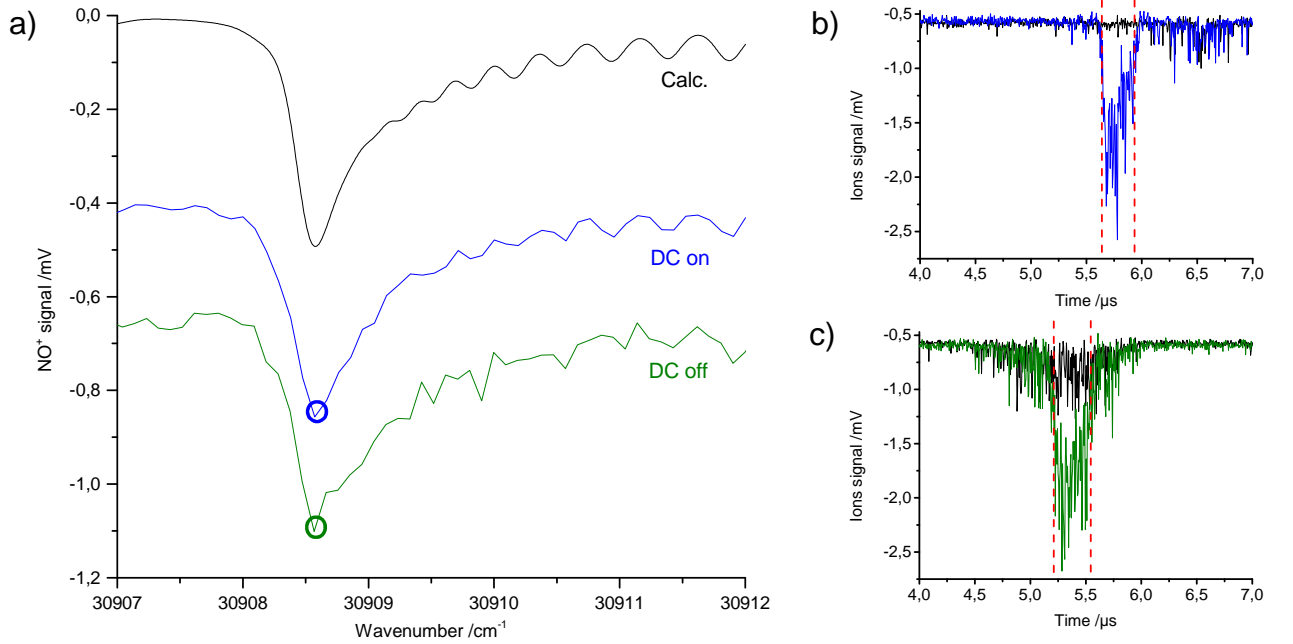 a)
0,0
-0,2
-0,4
-0,6
-0,8
-1,0
-1,2
NO⁺ signal /mV
Calc.
DC on
DC off
30907 30908 30909 30910 30911 30912
Wavenumber /cm⁻¹
b)
-0,5
-1,0
-1,5
-2,0
-2,5
Ions signal /mV
4,0 4,5 5,0 5,5 6,0 6,5 7,0
Time /µs
c)
-0,5
-1,0
-1,5
-2,0
-2,5
Ions signal /mV
4,0 4,5 5,0 5,5 6,0 6,5 7,0
Time /µs